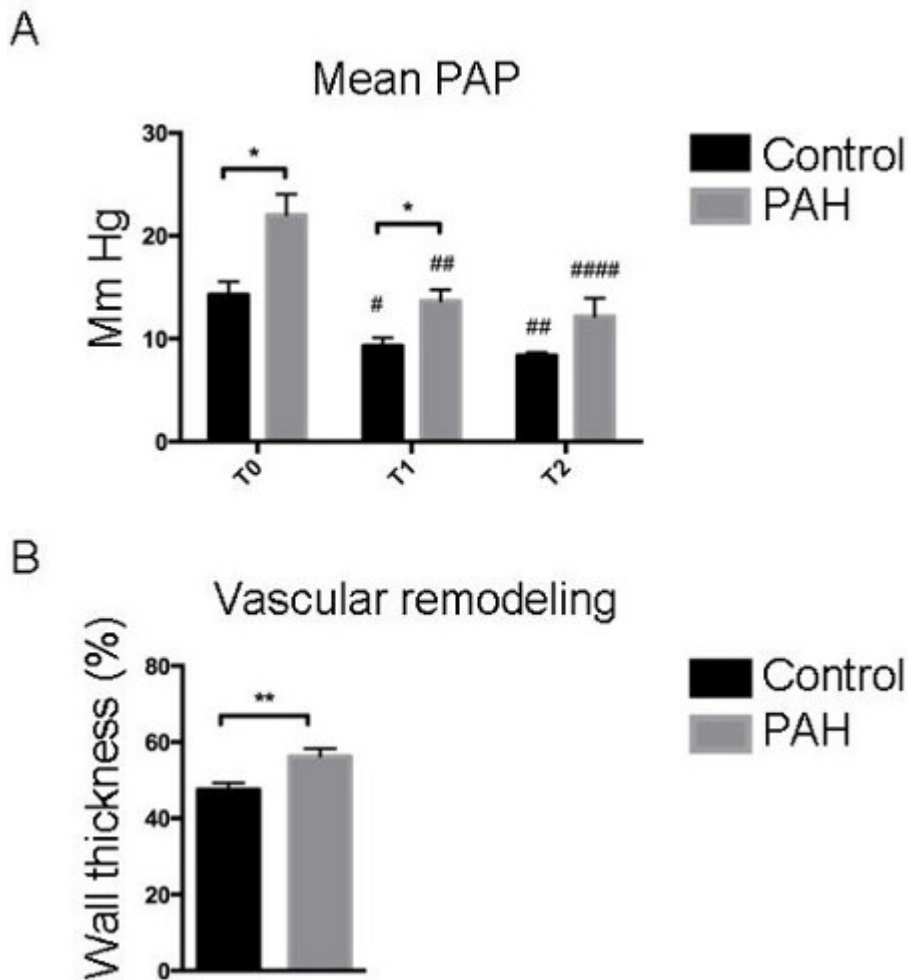 A
Mean PAP
Mm Hg
30
20
10
0
*
*
#
##
##
####
T0
T1
T2
Control
PAH
B
Vascular remodeling
Wall thickness (%)
80
60
40
20
0
**
Control
PAH